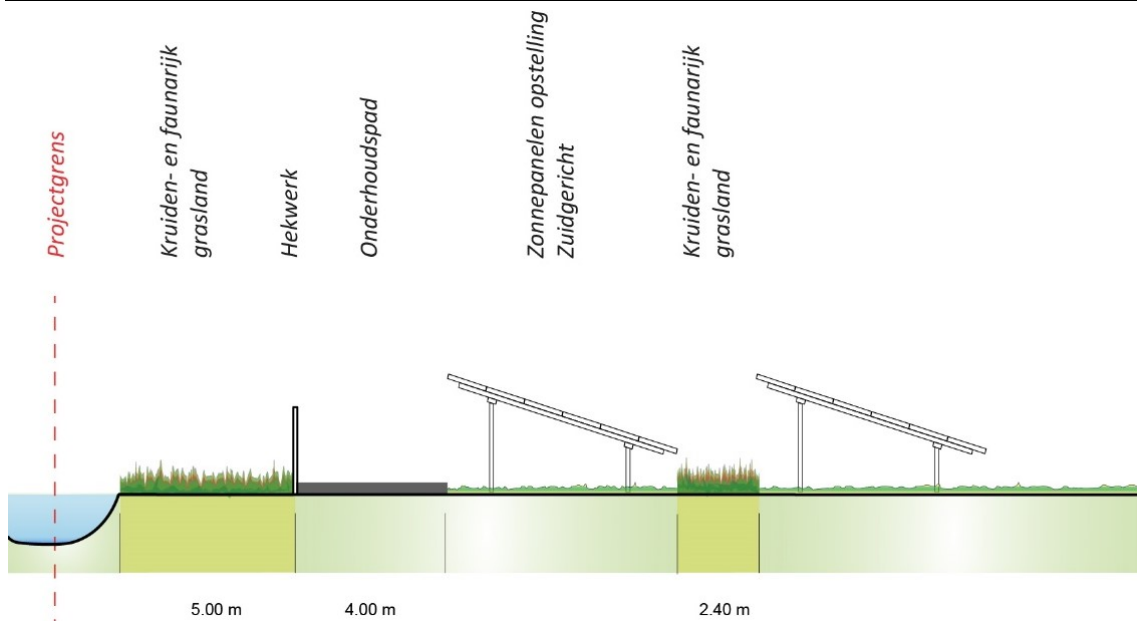 Projectgrens
Kruiden- en faunarijk
grasland
Hekwerk
Onderhoudspad
Zonnepanelen opstelling
Zuidgericht
Kruiden- en faunarijk
grasland
5.00 m
4.00 m
2.40 m